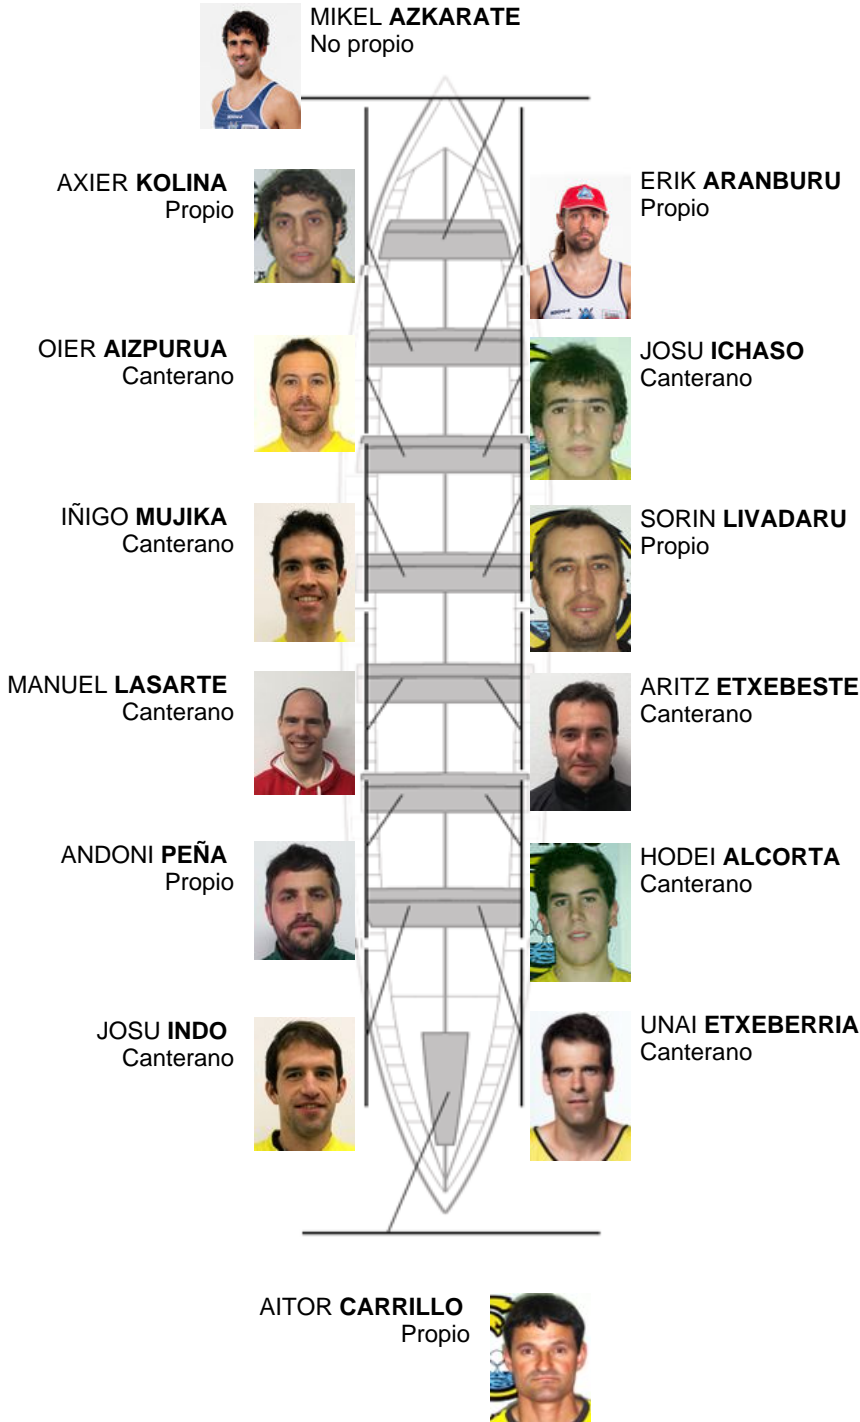 MIKEL AZKARATE
No propio
AXIER KOLINA
Propio
ERIK ARANBURU
Propio
OIER AIZPURUA
Canterano
JOSU ICHASO
Canterano
IÑIGO MUJIKA
Canterano
SORIN LIVADARU
Propio
MANUEL LASARTE
Canterano
ARITZ ETXEBESTE
Canterano
ANDONI PEÑA
Propio
HODEI ALCORTA
Canterano
JOSU INDO
Canterano
UNAI ETXEBERRIA
Canterano
AITOR CARRILLO
Propio